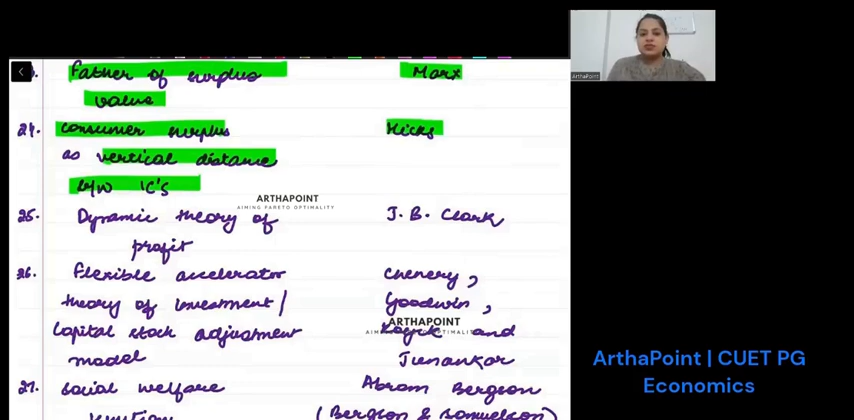 Father of surplus Marx
value
24. Consumer surplus Hicks
as vertical distance
b/w IC's
ARTHAPOINT
AIMING PARETO OPTIMALITY
25. Dynamic theory of J. B. Clark
profit
26. Flexible accelerator Chenery,
theory of investment/ Goodwin,
Capital stock adjustment and
model Junankar
ARTHAPOINT
27. Social welfare Abram Bergson
(Bergson & Samuelson)
ArthaPoint
ArthaPoint | CUET PG
Economics